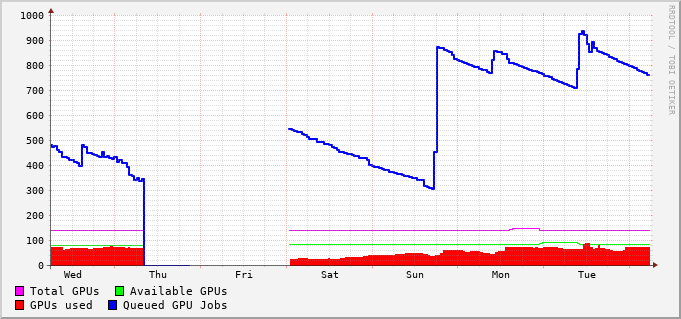 1000
900
800
700
600
500
400
300
200
100
0
Wed Thu Fri Sat Sun Mon Tue
Total GPUs Available GPUs
GPUs used Queued GPU Jobs
RRDTOOL / TOBI OETIKER